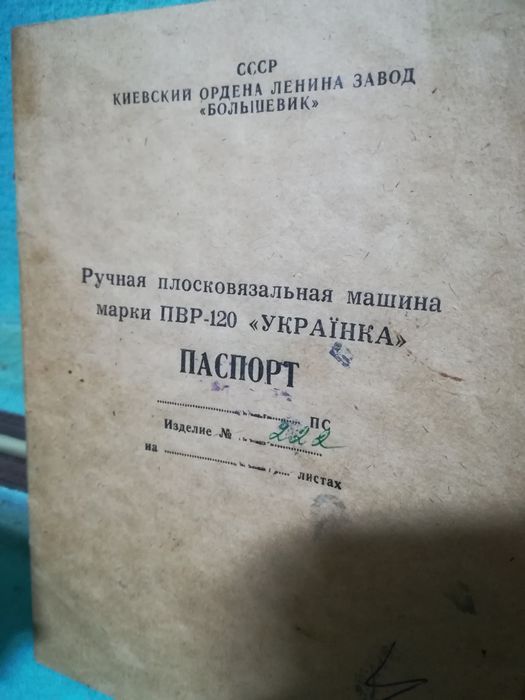 СССР
КИЕВСКИЙ ОРДЕНА ЛЕНИНА ЗАВОД
«БОЛЬШЕВИК»
Ручная плосковязальная машина
марки ПВР-120 «УКРАЇНКА»
ПАСПОРТ
ПС
Изделие № 222
на листах